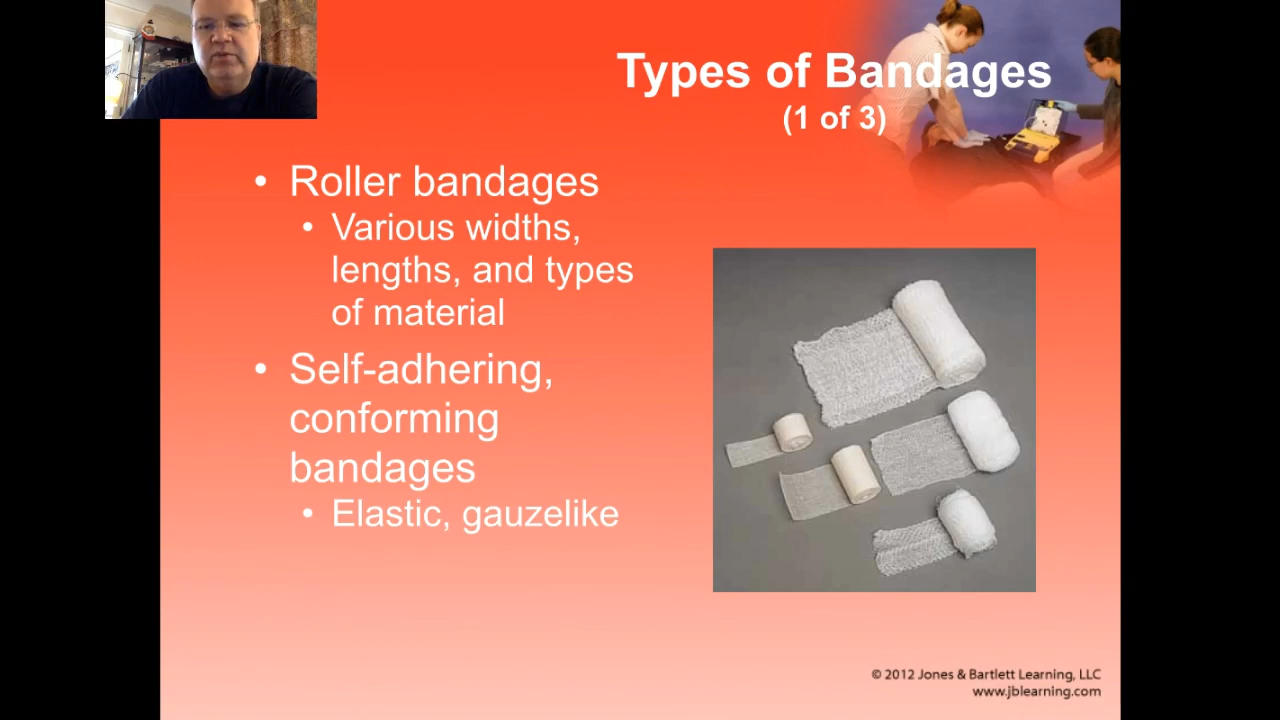 Types of Bandages
(1 of 3)
• Roller bandages
• Various widths,
lengths, and types
of material
• Self-adhering,
conforming
bandages
• Elastic, gauzelike
© 2012 Jones & Bartlett Learning, LLC
www.jblearning.com